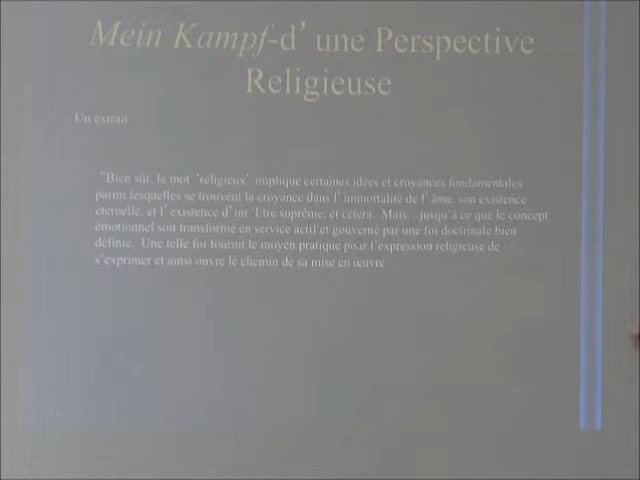 Mein Kampf-d’une Perspective
Religieuse
Un extrait
“Bien sûr, le mot ‘religieux’ implique certaines idées et croyances fondamentales
parmi lesquelles se trouvent la croyance dans l’immortalité de l’âme, son existence
éternelle, et l’existence d’un Etre suprême, et cétera. Mais...jusqu’à ce que le concept
émotionnel soit transformé en service actif et gouverné par une foi doctrinale bien
définie. Une telle foi fournit le moyen pratique pour l’expression religieuse de
s’exprimer et ainsi ouvre le chemin de sa mise en œuvre